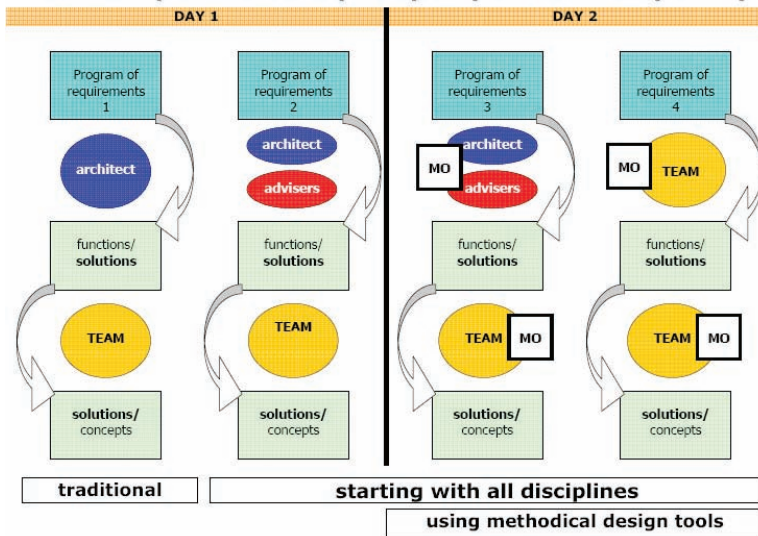 DAY 1
DAY 2
Program of
requirements
1
Program of
requirements
2
Program of
requirements
3
Program of
requirements
4
architect
architect
advisers
MO
architect
advisers
MO
TEAM
functions/
solutions
functions/
solutions
functions/
solutions
functions/
solutions
TEAM
TEAM
TEAM
MO
TEAM
MO
solutions/
concepts
solutions/
concepts
solutions/
concepts
solutions/
concepts
traditional
starting with all disciplines
using methodical design tools